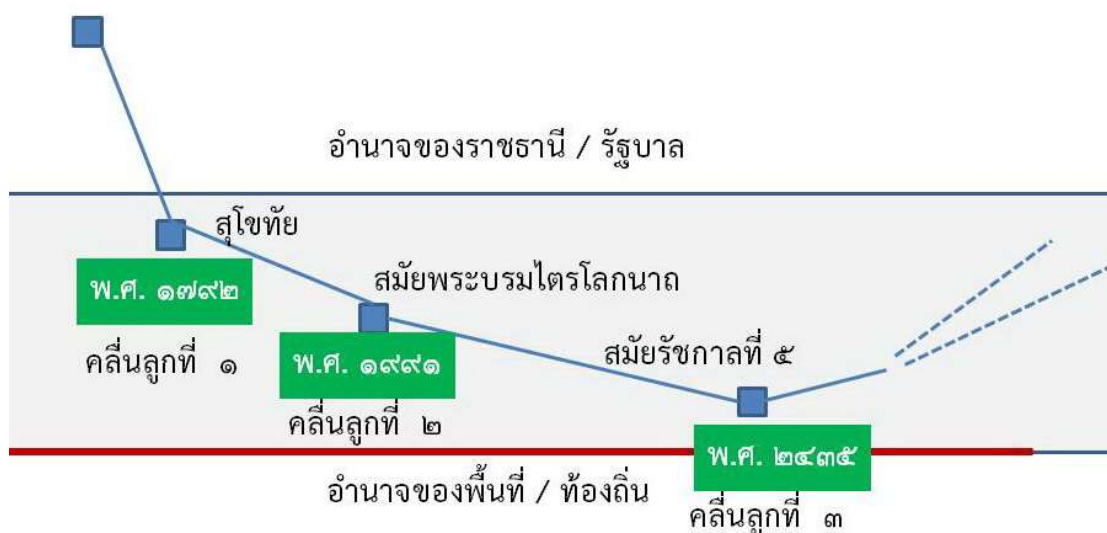 อำนาจของราชธานี / รัฐบาล
สุโขทัย
พ.ศ. ๑๗๙๒
คลื่นลูกที่ ๑
สมัยพระบรมไตรโลกนาถ
พ.ศ. ๑๙๙๑
คลื่นลูกที่ ๒
สมัยรัชกาลที่ ๕
พ.ศ. ๒๔๓๕
คลื่นลูกที่ ๓
อำนาจของพื้นที่ / ท้องถิ่น